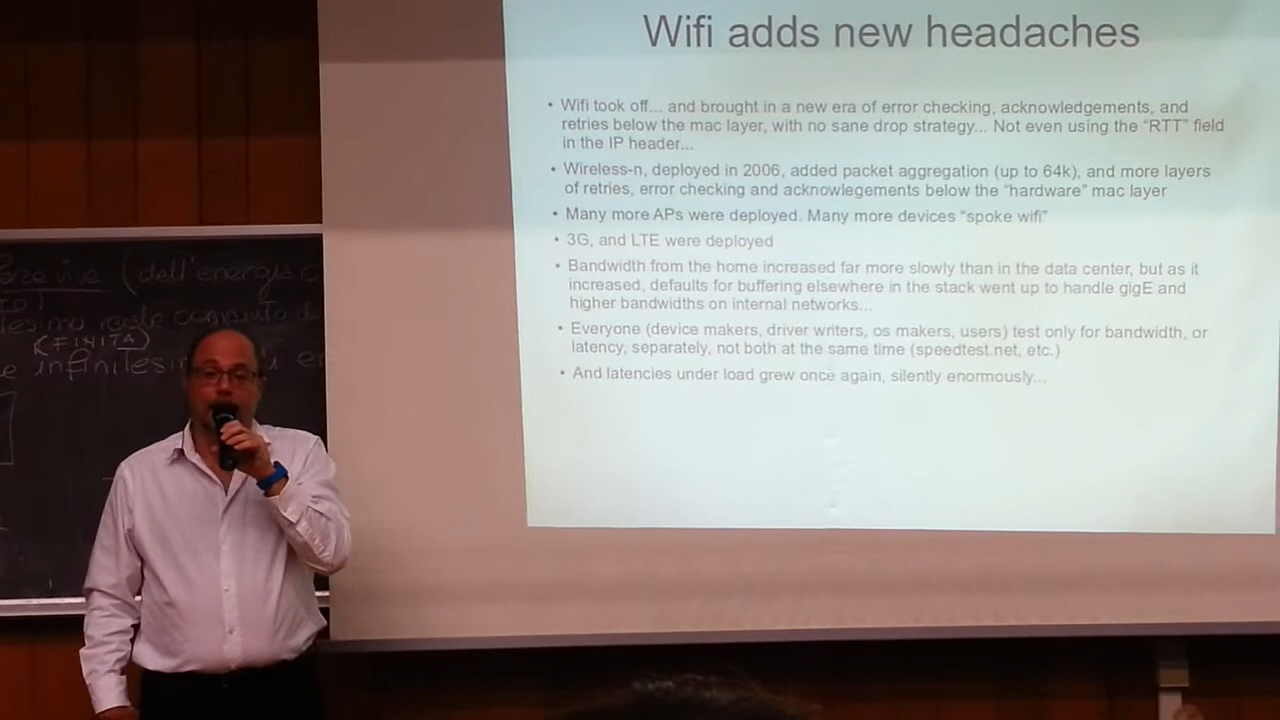 Wifi adds new headaches
• Wifi took off... and brought in a new era of error checking, acknowledgements, and
retries below the mac layer, with no sane drop strategy... Not even using the “RTT” field
in the IP header...
• Wireless-n, deployed in 2006, added packet aggregation (up to 64k), and more layers
of retries, error checking and acknowlegements below the “hardware” mac layer
• Many more APs were deployed. Many more devices “spoke wifi”
• 3G, and LTE were deployed
• Bandwidth from the home increased far more slowly than in the data center, but as it
increased, defaults for buffering elsewhere in the stack went up to handle gigE and
higher bandwidths on internal networks...
• Everyone (device makers, driver writers, os makers, users) test only for bandwidth, or
latency, separately, not both at the same time (speedtest.net, etc.)
• And latencies under load grew once again, silently enormously...
(dell'energia
(FINITA)